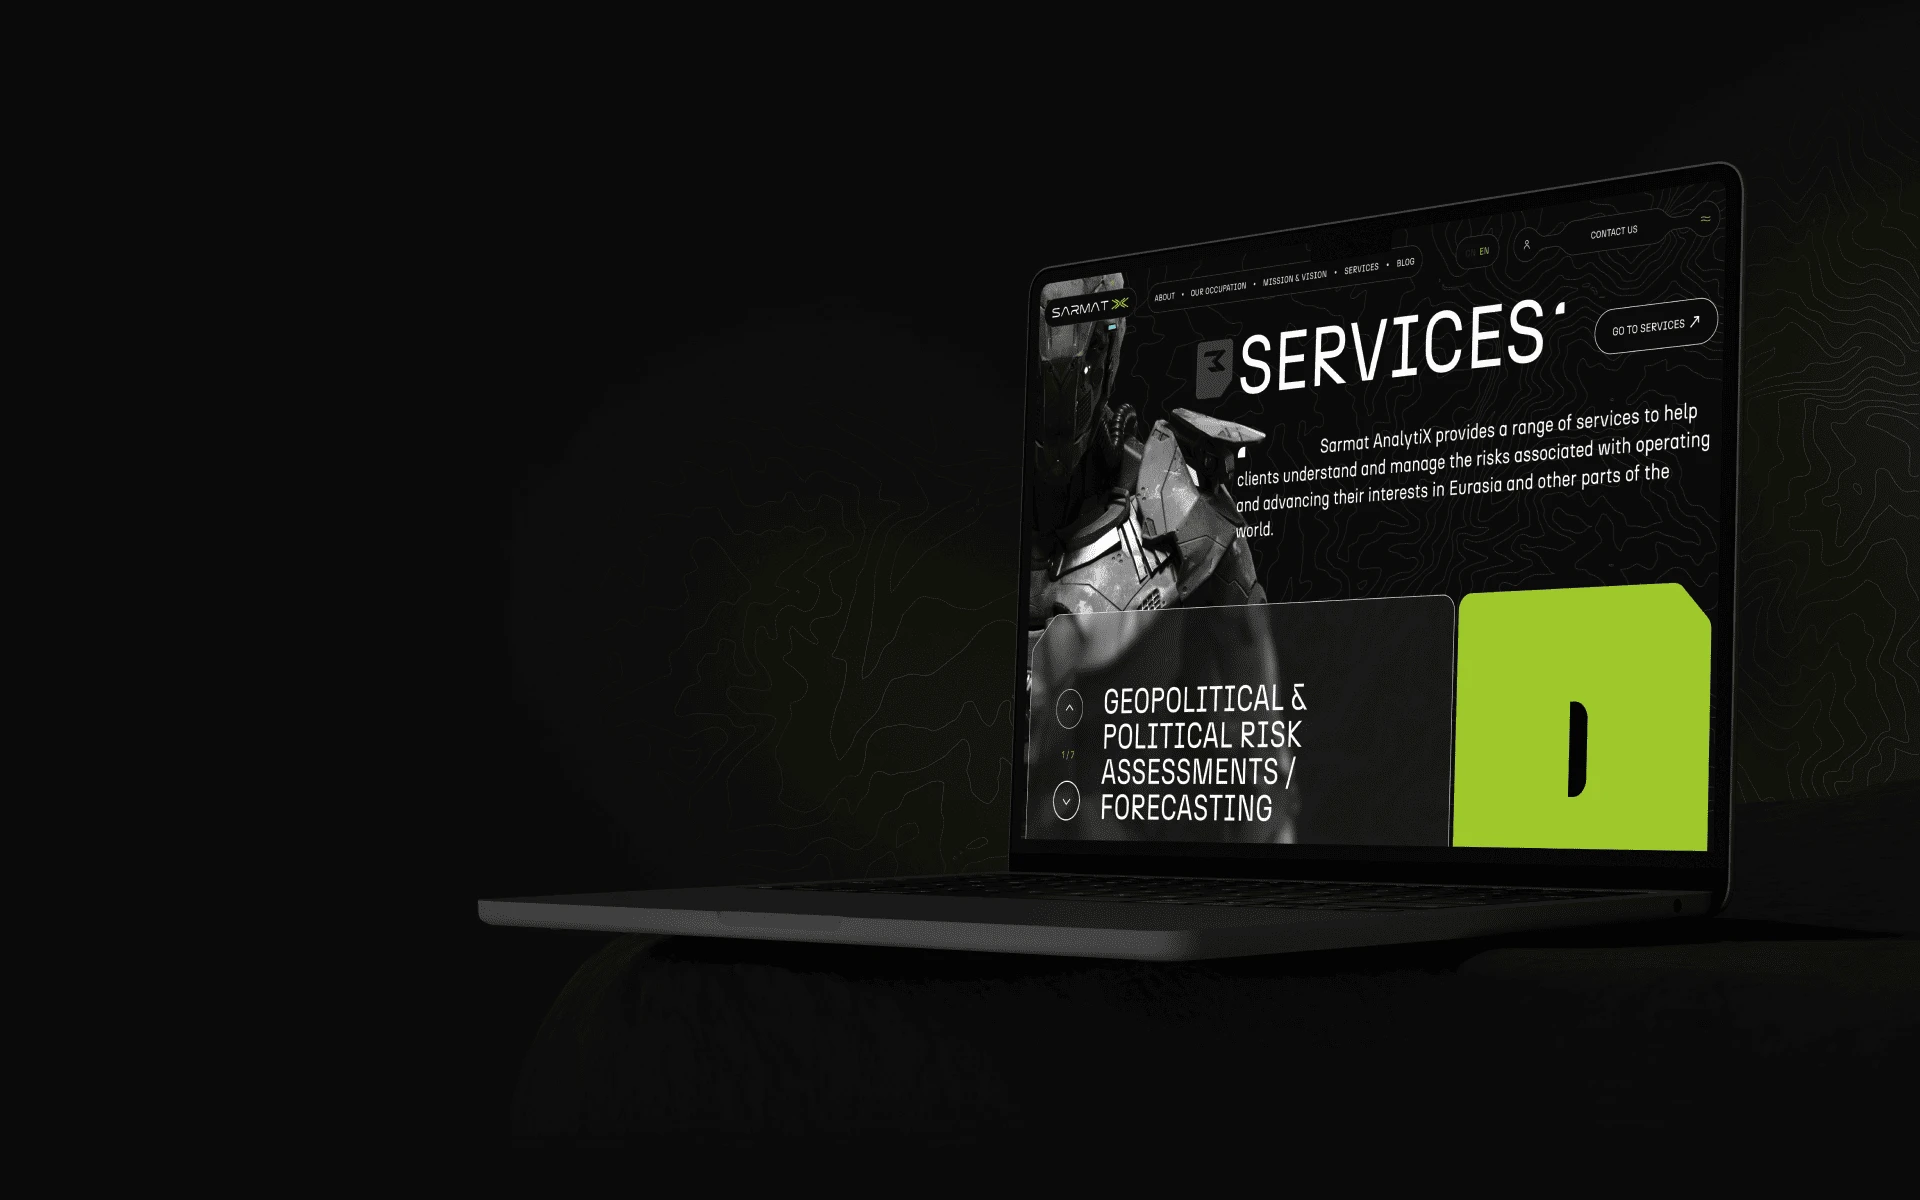 SARMAT
ABOUT • OUR OCCUPATION • MISSION & VISION • SERVICES • BLOG
EN
CONTACT US
3
SERVICES
GO TO SERVICES
Sarmat AnalytiX provides a range of services to help
clients understand and manage the risks associated with operating
and advancing their interests in Eurasia and other parts of the
world.
1/7
GEOPOLITICAL &
POLITICAL RISK
ASSESSMENTS /
FORECASTING